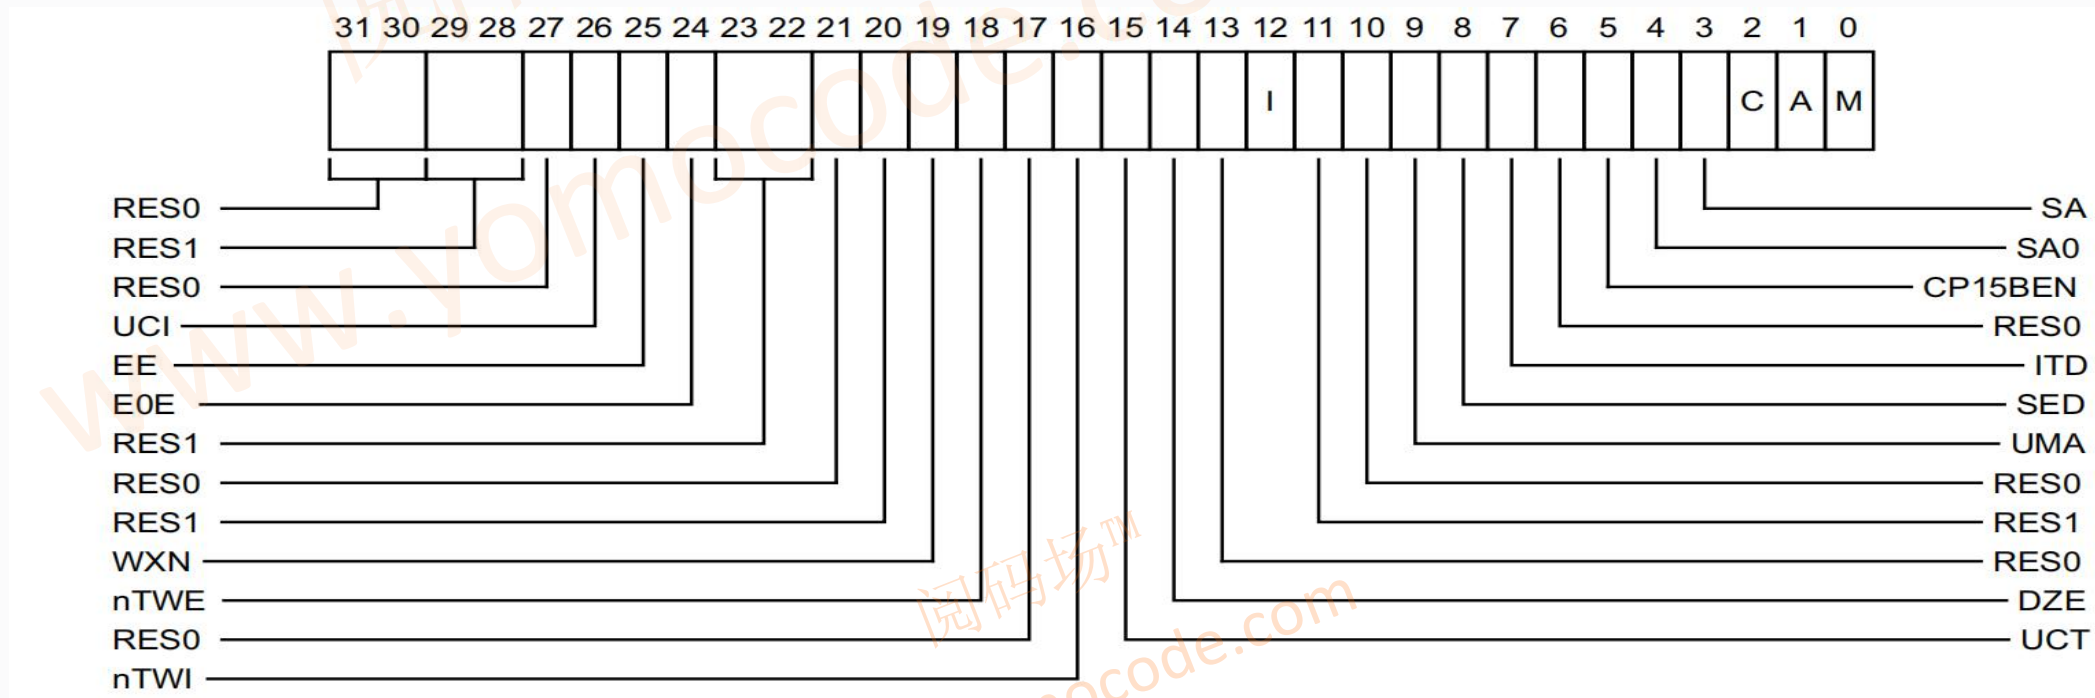 31 30 29 28 27 26 25 24 23 22 21 20 19 18 17 16 15 14 13 12 11 10 9 8 7 6 5 4 3 2 1 0
I C A M
RES0 SA
RES1 SA0
RES0 CP15BEN
UCI RES0
EE ITD
E0E SED
RES1 UMA
RES0 RES0
RES1 RES1
WXN RES0
nTWE DZE
RES0 UCT
nTWI
www.yomocode.co
阅码场™
mocode.com